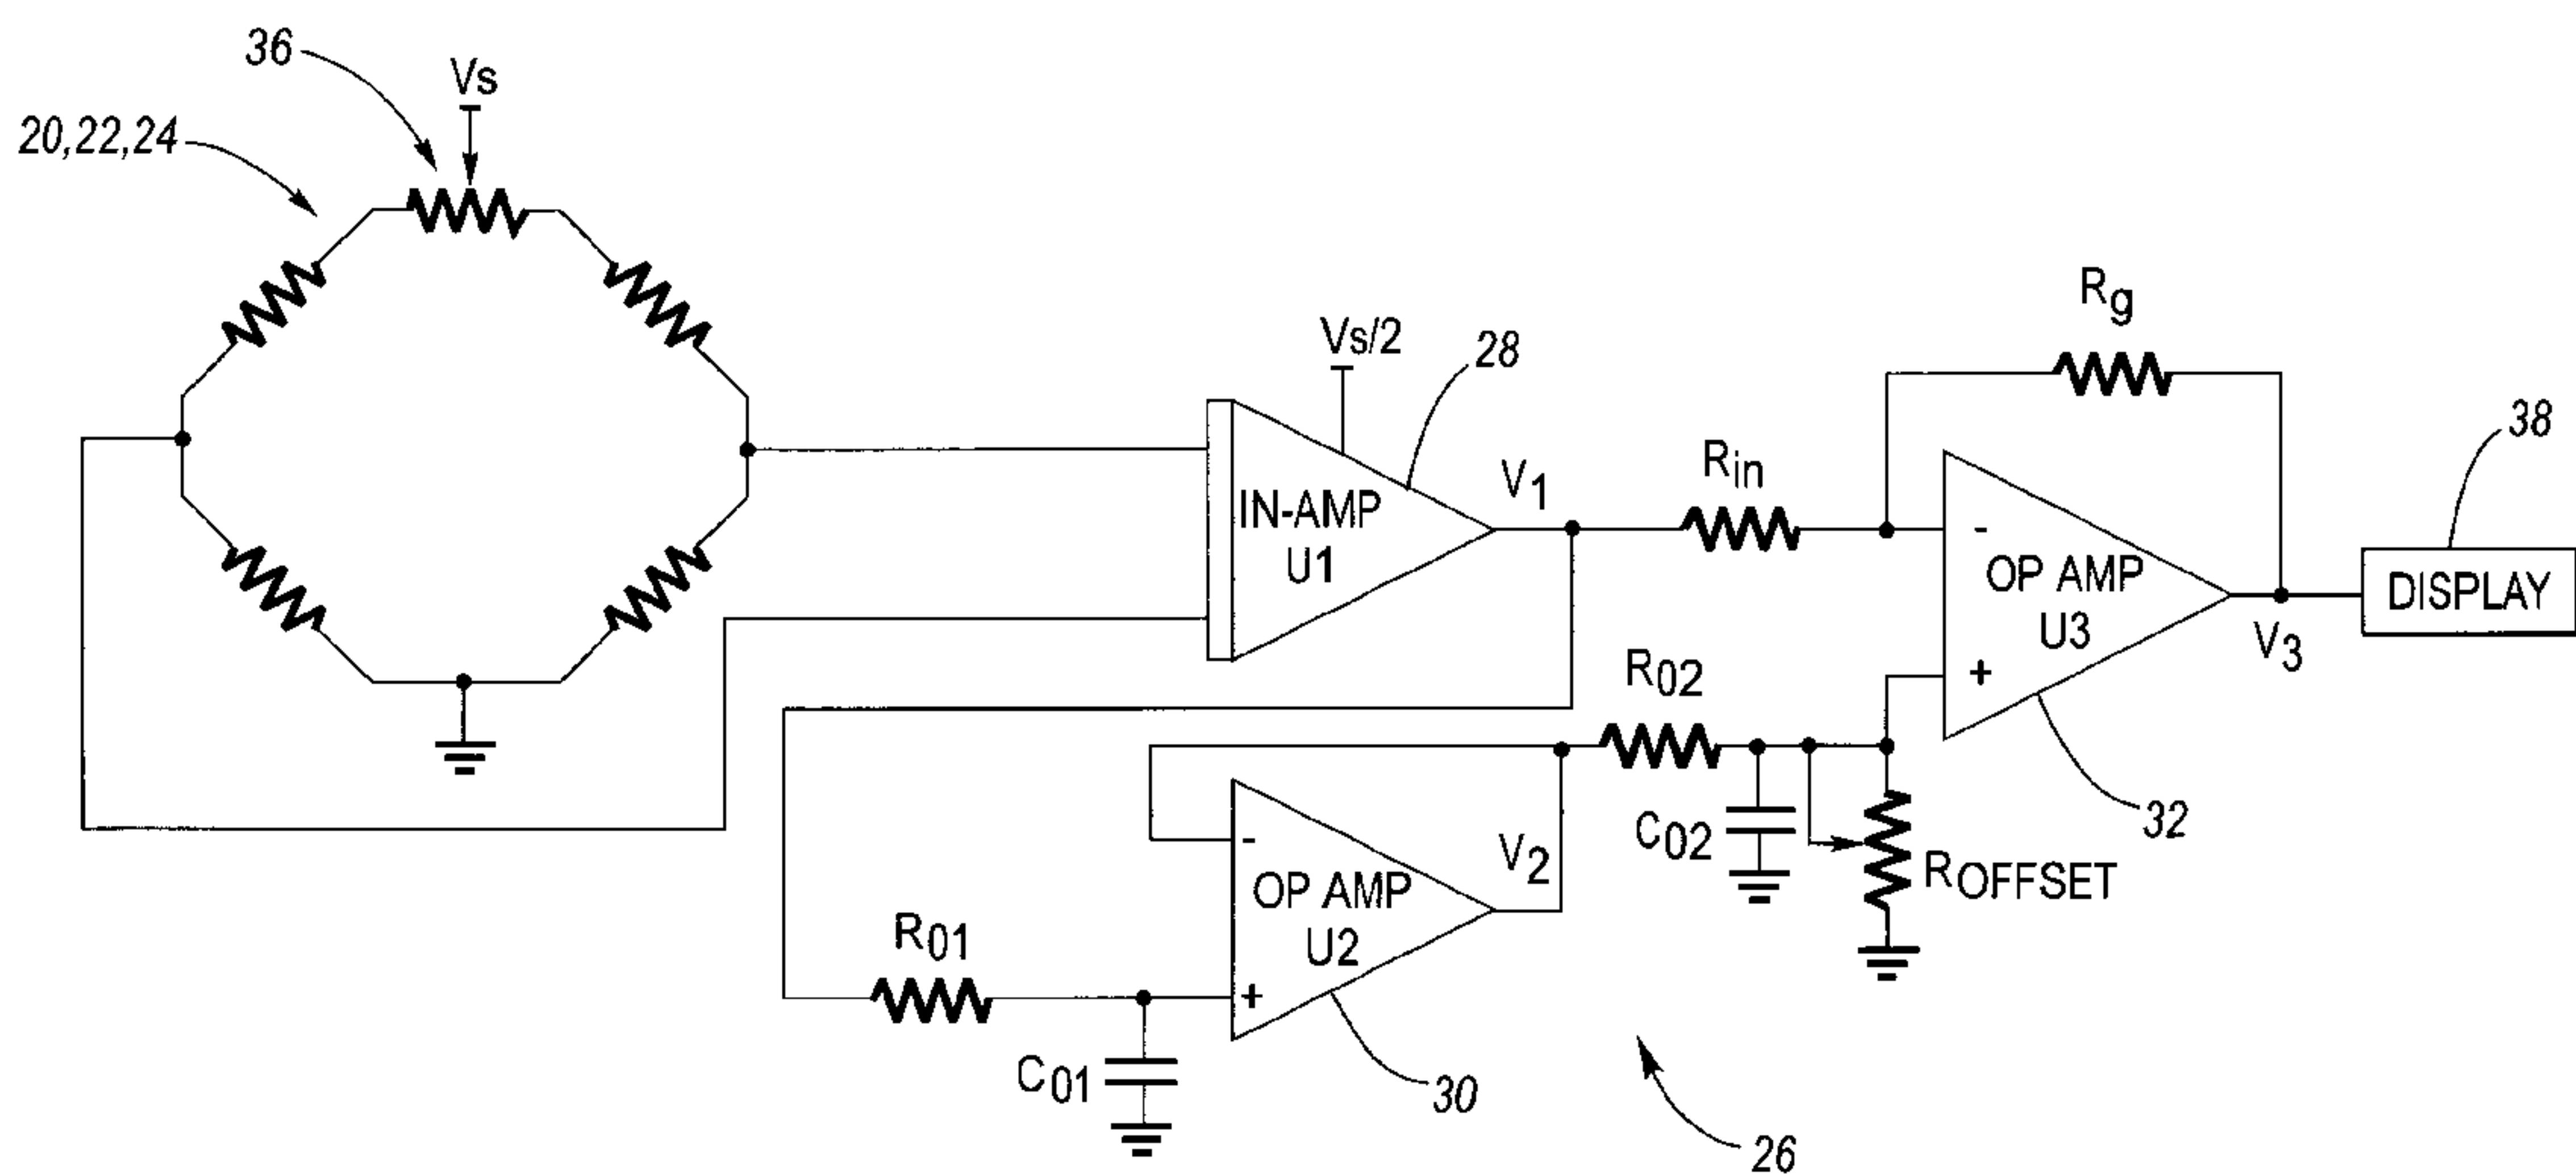 36
Vs
20,22,24
Vs/2
28
Rg
38
IN-AMP
U1
V1
Rin
-
OP AMP
U3
+
V3
DISPLAY
R02
C02
ROFFSET
32
-
OP AMP
U2
+
V2
R01
C01
30
26